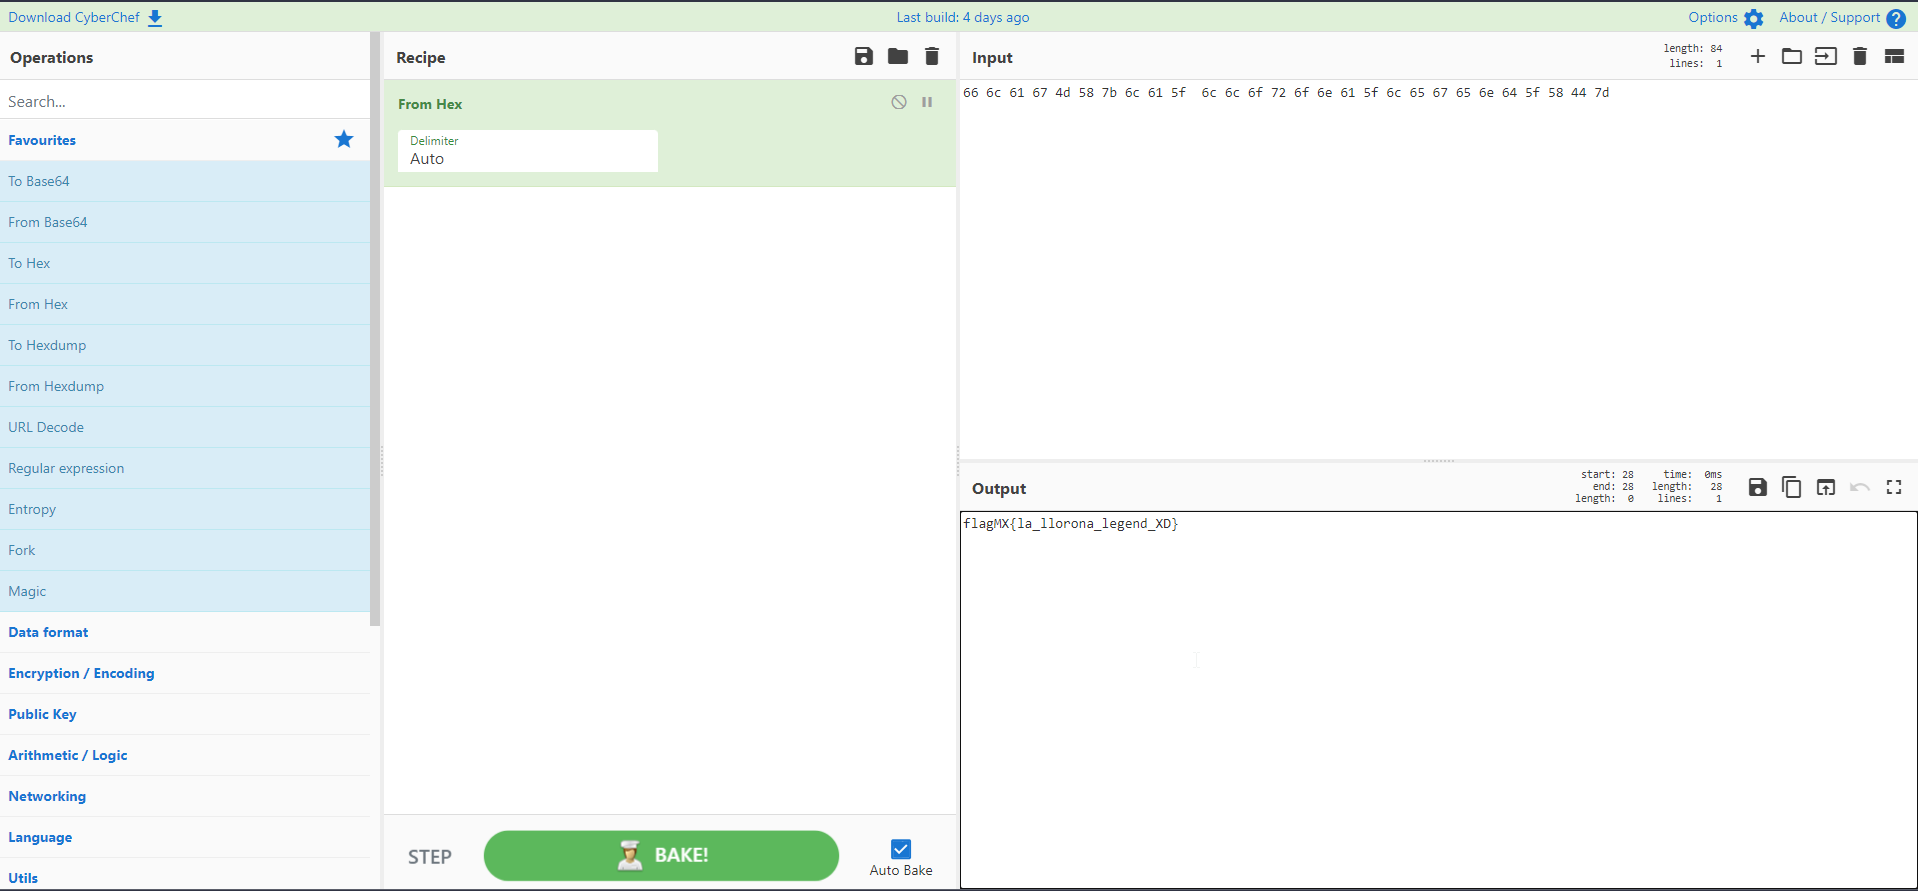 Download CyberChef
Last build: 4 days ago
Options
About / Support
Operations
Search...
Favourites
To Base64
From Base64
To Hex
From Hex
To Hexdump
From Hexdump
URL Decode
Regular expression
Entropy
Fork
Magic
Data format
Encryption / Encoding
Public Key
Arithmetic / Logic
Networking
Language
Utils
Recipe
From Hex
Delimiter
Auto
STEP
BAKE!
Auto Bake
Input
length: 84
lines: 1
66 6c 61 67 4d 58 7b 6c 61 5f  6c 6c 6f 72 6f 6e 61 5f 6c 65 67 65 6e 64 5f 58 44 7d
Output
start: 28 time: 0ms
end: 28 length: 28
length: 0 lines: 1
flagMX{la_llorona_legend_XD}